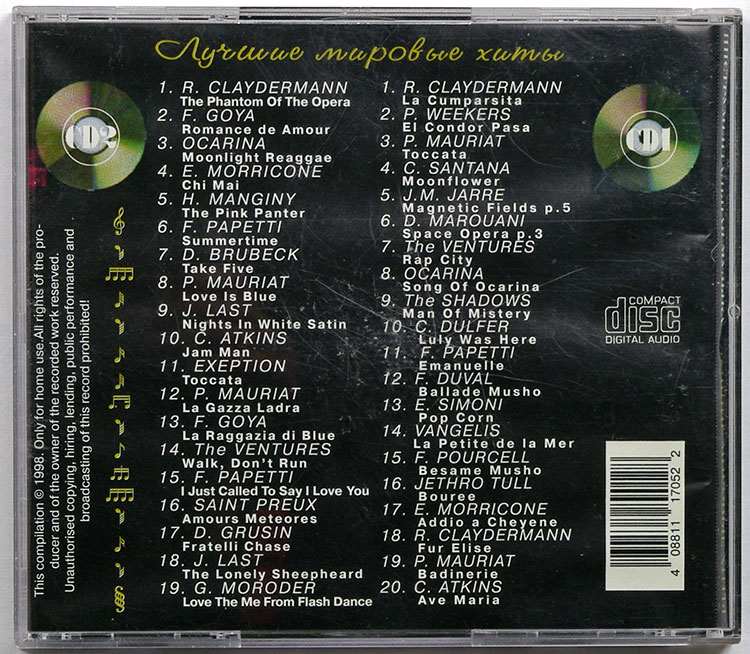 Лучшие мировые хиты
CD2
1. R. CLAYDERMANN
The Phantom Of The Opera
2. F. GOYA
Romance de Amour
3. OCARINA
Moonlight Reaggae
4. E. MORRICONE
Chi Mai
5. H. MANGINY
The Pink Panter
6. F. PAPETTI
Summertime
7. D. BRUBECK
Take Five
8. P. MAURIAT
Love Is Blue
9. J. LAST
Nights In White Satin
10. C. ATKINS
Jam Man
11. EXEPTION
Toccata
12. P. MAURIAT
La Gazza Ladra
13. F. GOYA
La Raggazia di Blue
14. The VENTURES
Walk, Don't Run
15. F. PAPETTI
I Just Called To Say I Love You
16. SAINT PREUX
Amours Meteores
17. D. GRUSIN
Fratelli Chase
18. J. LAST
The Lonely Sheepheard
19. G. MORODER
Love The Me From Flash Dance
CD1
1. R. CLAYDERMANN
La Cumparsita
2. P. WEEKERS
El Condor Pasa
3. P. MAURIAT
Toccata
4. C. SANTANA
Moonflower
5. J.M. JARRE
Magnetic Fields p.5
6. D. MAROUANI
Space Opera p.3
7. The VENTURES
Rap City
8. OCARINA
Song Of Ocarina
9. The SHADOWS
Man Of Mistery
10. C. DULFER
Luly Was Here
11. F. PAPETTI
Emanuelle
12. F. DUVAL
Ballade Musho
13. E. SIMONI
Pop Corn
14. VANGELIS
La Petite de la Mer
15. F. POURCELL
Besame Musho
16. JETHRO TULL
Bouree
17. E. MORRICONE
Addio a Cheyene
18. R. CLAYDERMANN
Fur Elise
19. P. MAURIAT
Badinerie
20. C. ATKINS
Ave Maria
COMPACT
disc
DIGITAL AUDIO
4 08811 17052 2
This compilation © 1998. Only for home use.All rights of the pro-
ducer and of the owner of the recorded work reserved.
Unauthorised copying, hiring, lending, public performance and
broadcasting of this record prohibited!